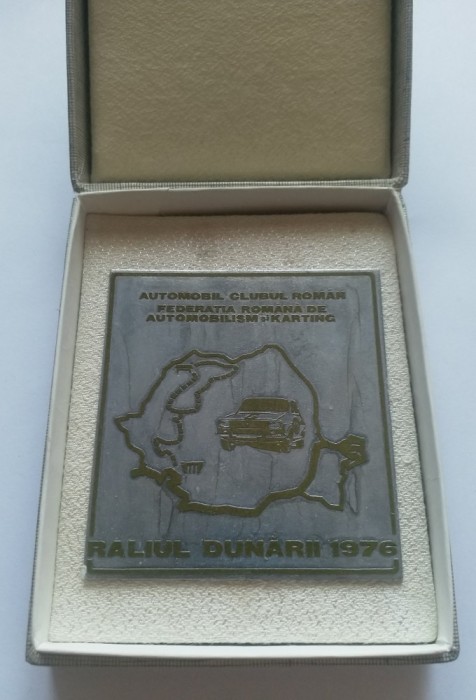 AUTOMOBIL CLUBUL ROMÂN
FEDERAȚIA ROMÂNĂ DE
AUTOMOBILISM ȘI KARTING
RALIUL DUNĂRII 1976